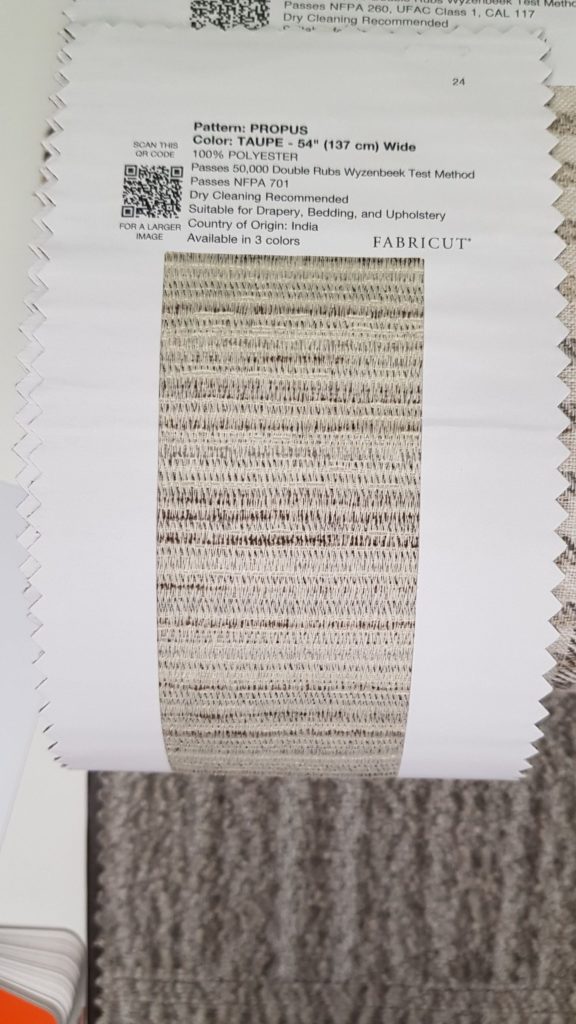 Passes NFPA 260, UFAC Class 1, CAL 117
Dry Cleaning Recommended
24
Pattern: PROPUS
Color: TAUPE - 54" (137 cm) Wide
100% POLYESTER
Passes 50,000 Double Rubs Wyzenbeek Test Method
Passes NFPA 701
Dry Cleaning Recommended
Suitable for Drapery, Bedding, and Upholstery
Country of Origin: India
Available in 3 colors
SCAN THIS
QR CODE
FOR A LARGER
IMAGE
FABRICUT®